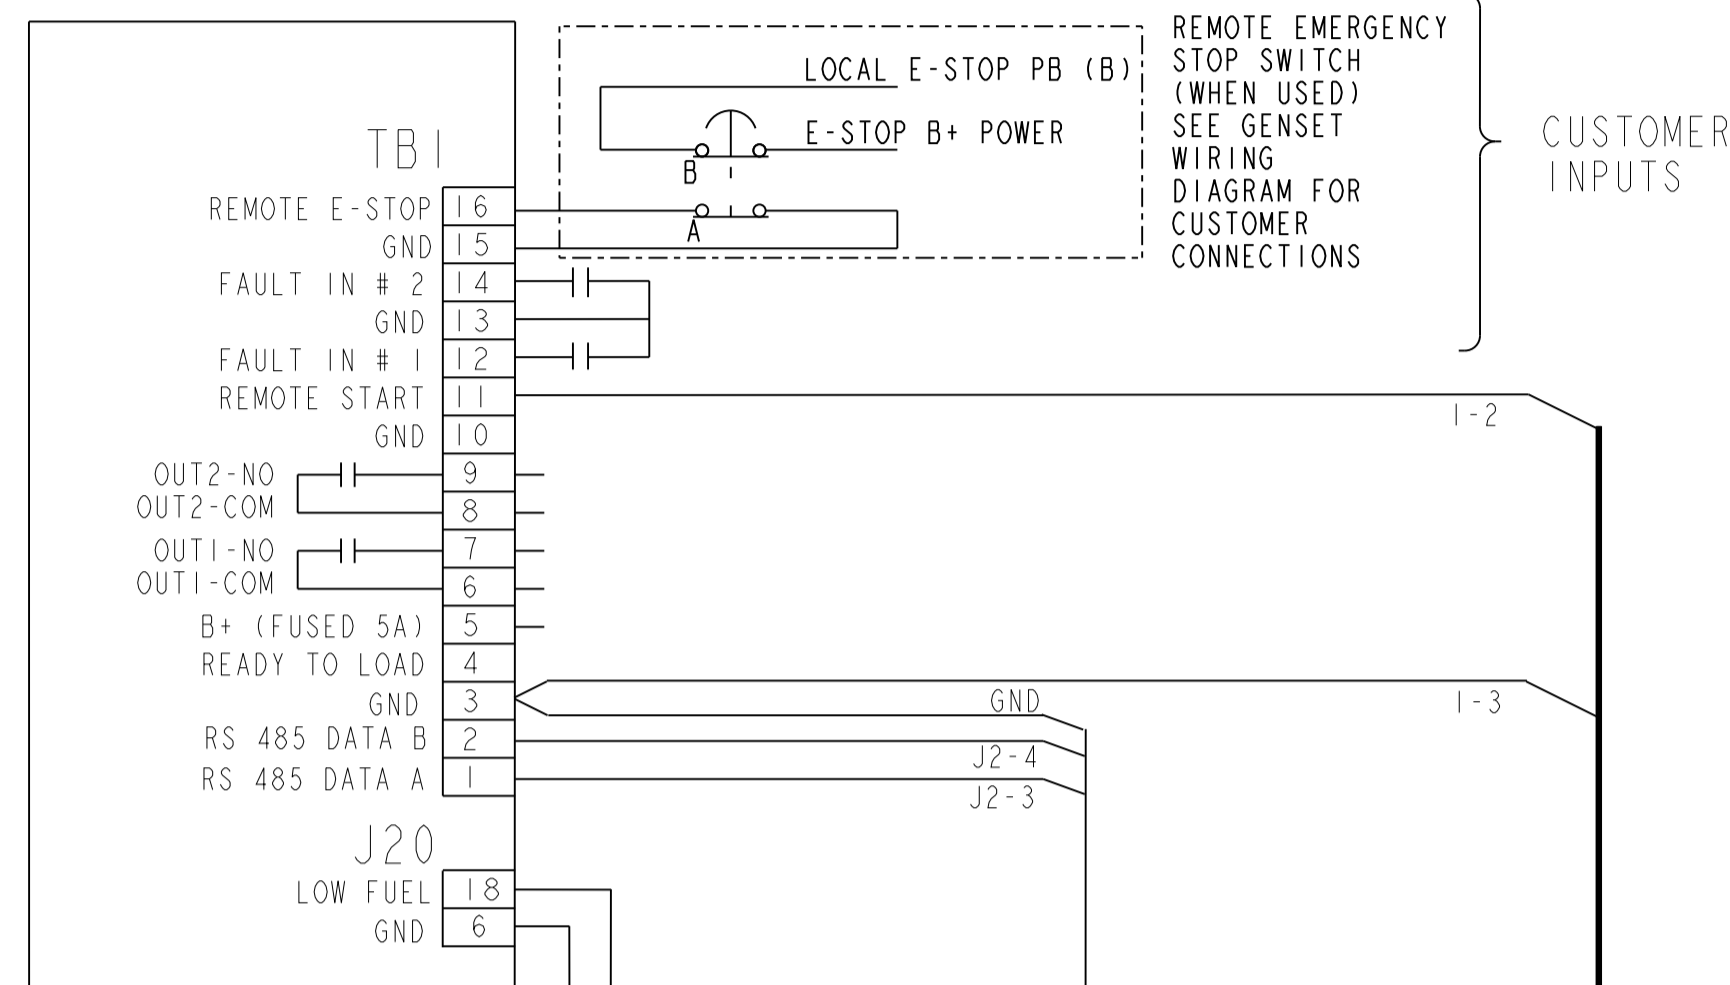 LOCAL E-STOP PB (B)
E-STOP B+ POWER
B
A
REMOTE EMERGENCY
STOP SWITCH
(WHEN USED)
SEE GENSET
WIRING
DIAGRAM FOR
CUSTOMER
CONNECTIONS
CUSTOMER
INPUTS
TB1
REMOTE E-STOP 16
GND 15
FAULT IN # 2 14
GND 13
FAULT IN # 1 12
REMOTE START 11
1-2
GND 10
OUT2-NO 9
OUT2-COM 8
OUT1-NO 7
OUT1-COM 6
B+ (FUSED 5A) 5
READY TO LOAD 4
GND 3
GND
1-3
RS 485 DATA B 2
J2-4
RS 485 DATA A 1
J2-3
J20
LOW FUEL 18
GND 6